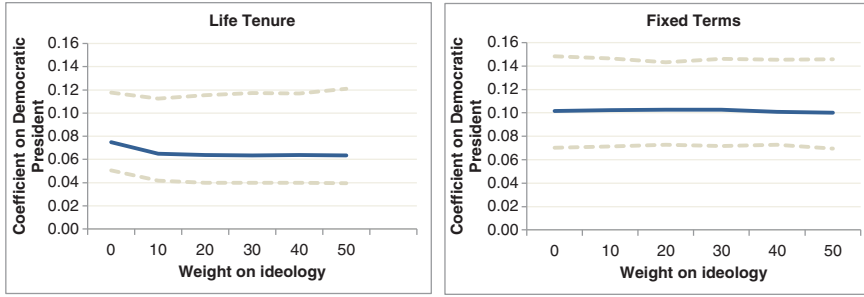 Life Tenure
0.16
0.14
0.12
0.10
0.08
0.06
0.04
0.02
0.00
Coefficient on Democratic
President
0 10 20 30 40 50
Weight on ideology
Fixed Terms
0.16
0.14
0.12
0.10
0.08
0.06
0.04
0.02
0.00
Coefficient on Democratic
President
0 10 20 30 40 50
Weight on ideology